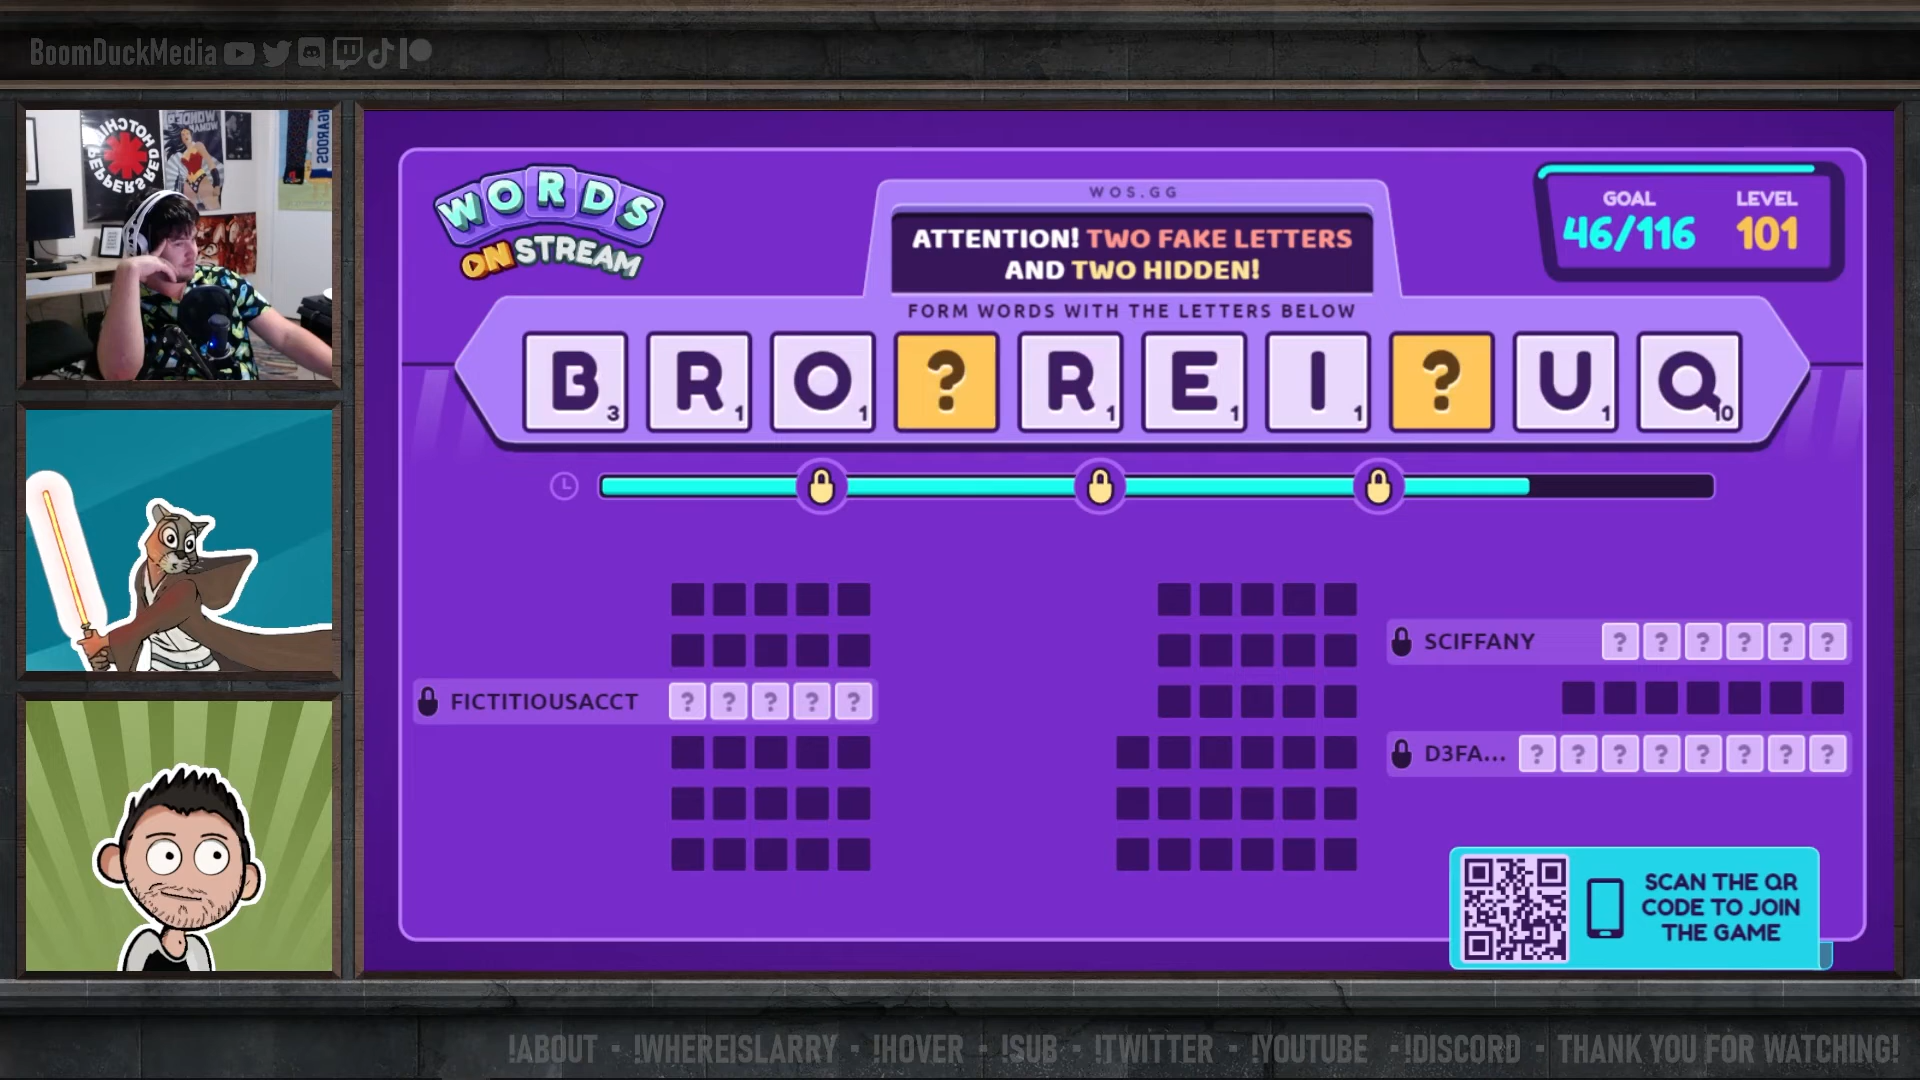 BoomDuckMedia
WORDS
ON STREAM
WOS.GG
ATTENTION! TWO FAKE LETTERS
AND TWO HIDDEN!
GOAL LEVEL
46/116 101
FORM WORDS WITH THE LETTERS BELOW
B R O ? R E I ? U Q
3 1 1 1 1 1 1 10
SCIFFANY ? ? ? ? ? ?
FICTITIOUSACCT ? ? ? ? ?
D3FA... ? ? ? ? ? ? ? ?
SCAN THE QR
CODE TO JOIN
THE GAME
!ABOUT - !WHEREISLARRY - !HOVER - !SUB - !TWITTER - !YOUTUBE - !DISCORD - THANK YOU FOR WATCHING!